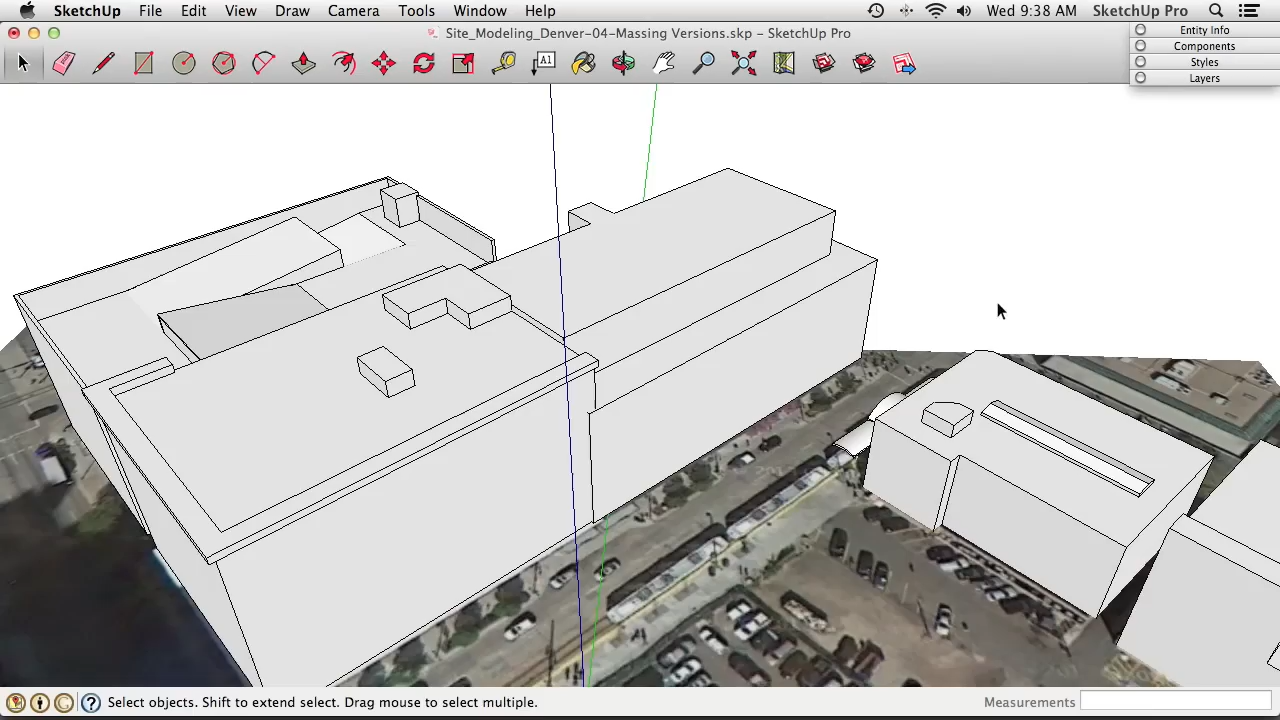 SketchUp File Edit View Draw Camera Tools Window Help Wed 9:38 AM SketchUp Pro
Site_Modeling_Denver-04-Massing Versions.skp – SketchUp Pro
Entity Info
Components
Styles
Layers
A1
Select objects. Shift to extend select. Drag mouse to select multiple.
Measurements